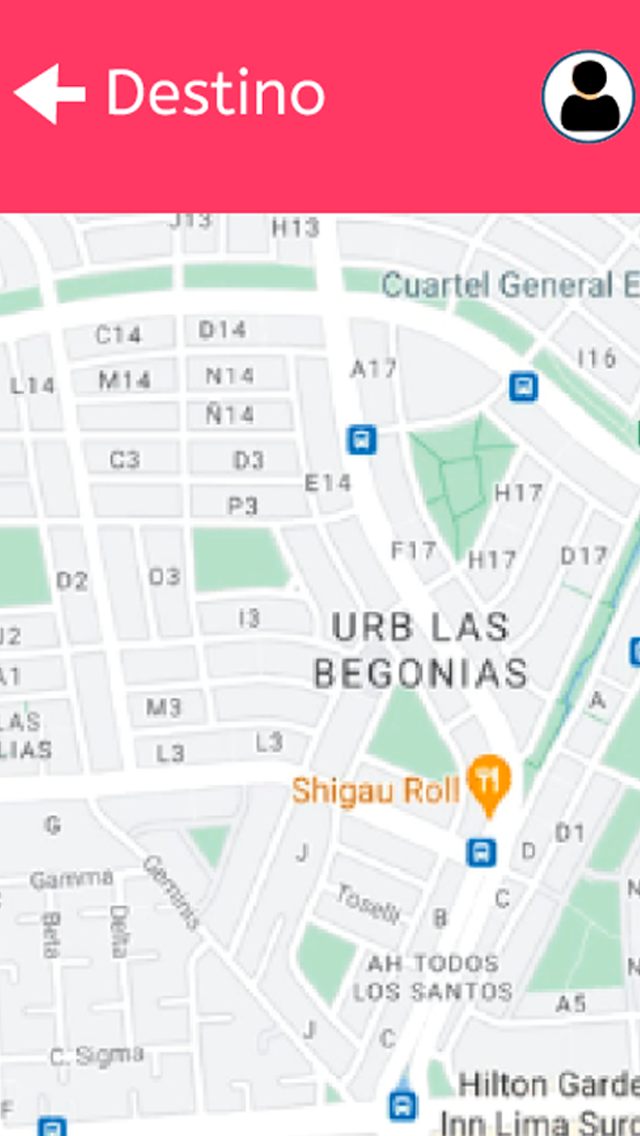 Destino
J13
H13
Cuartel General E
C14
D14
I16
A17
L14
M14
N14
Ñ14
C3
D3
E14
H17
P3
F17
H17
D17
D2
O3
I3
URB LAS
BEGONIAS
J2
A1
A
M3
LAS
LIAS
L3
L3
Shigau Roll
G
D1
J
D
Geminis
Gamma
Toselli
C
N
Beta
Delta
B
AH TODOS
LOS SANTOS
N
A5
J
C
C. Sigma
Hilton Garde
Inn Lima Surc
F